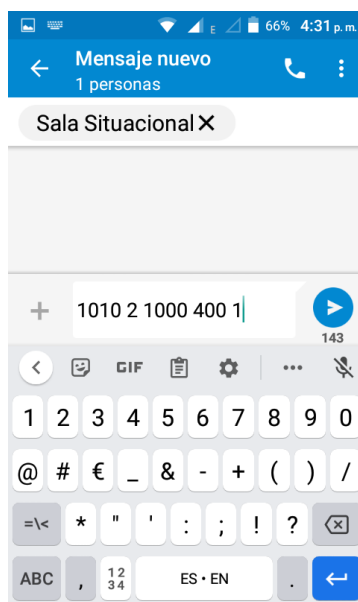 E 66% 4:31 p. m.
Mensaje nuevo
1 personas
Sala Situacional
1010 2 1000 400 1
143
GIF
1 2 3 4 5 6 7 8 9 0
@ # € _ & - + ( ) /
=\< * " ' : ; ! ?
ABC , 12 34 ES • EN .